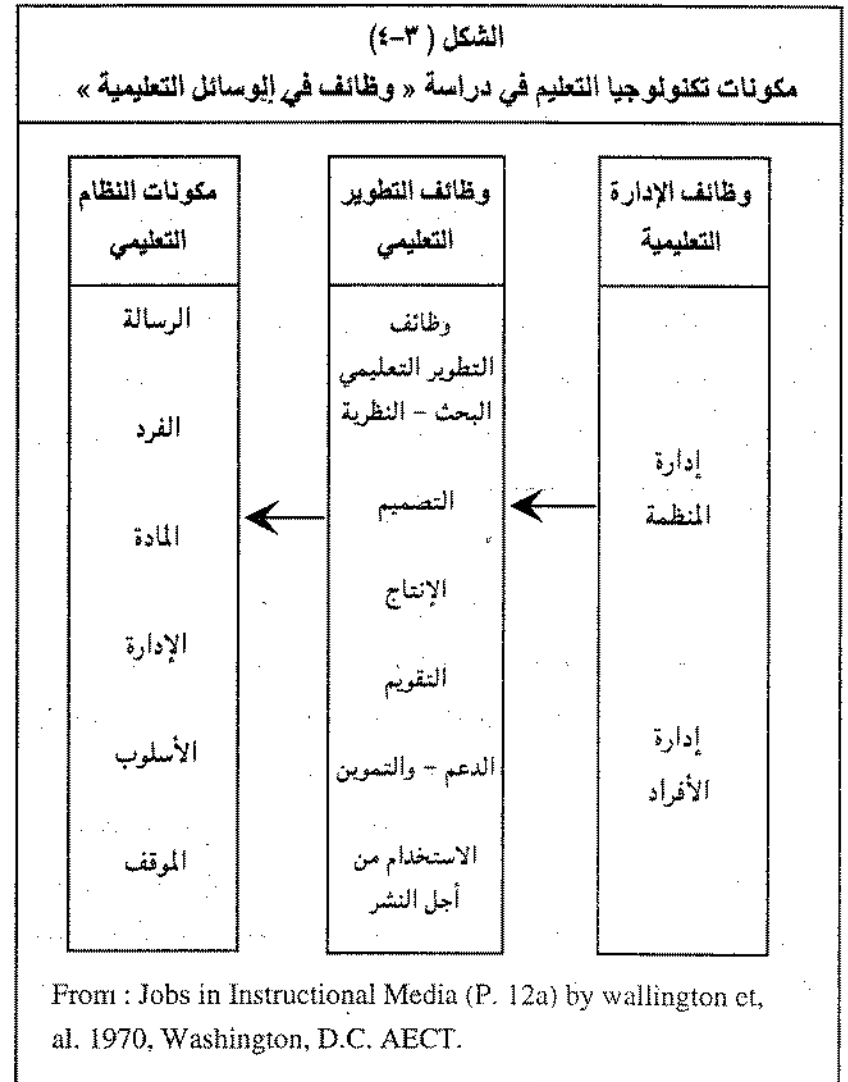 الشكل ( ٣-٤)
مكونات تكنولوجيا التعليم في دراسة « وظائف في الوسائل التعليمية »
وظائف الإدارة
التعليمية
إدارة
المنظمة
إدارة
الأفراد
وظائف التطوير
التعليمي
وظائف
التطوير التعليمي
البحث - النظرية
التصميم
الإنتاج
التقويم
الدعم - والتموين
الاستخدام من
أجل النشر
مكونات النظام
التعليمي
الرسالة
الفرد
المادة
الإدارة
الأسلوب
الموقف
From : Jobs in Instructional Media (P. 12a) by wallington et,
al. 1970, Washington, D.C. AECT.